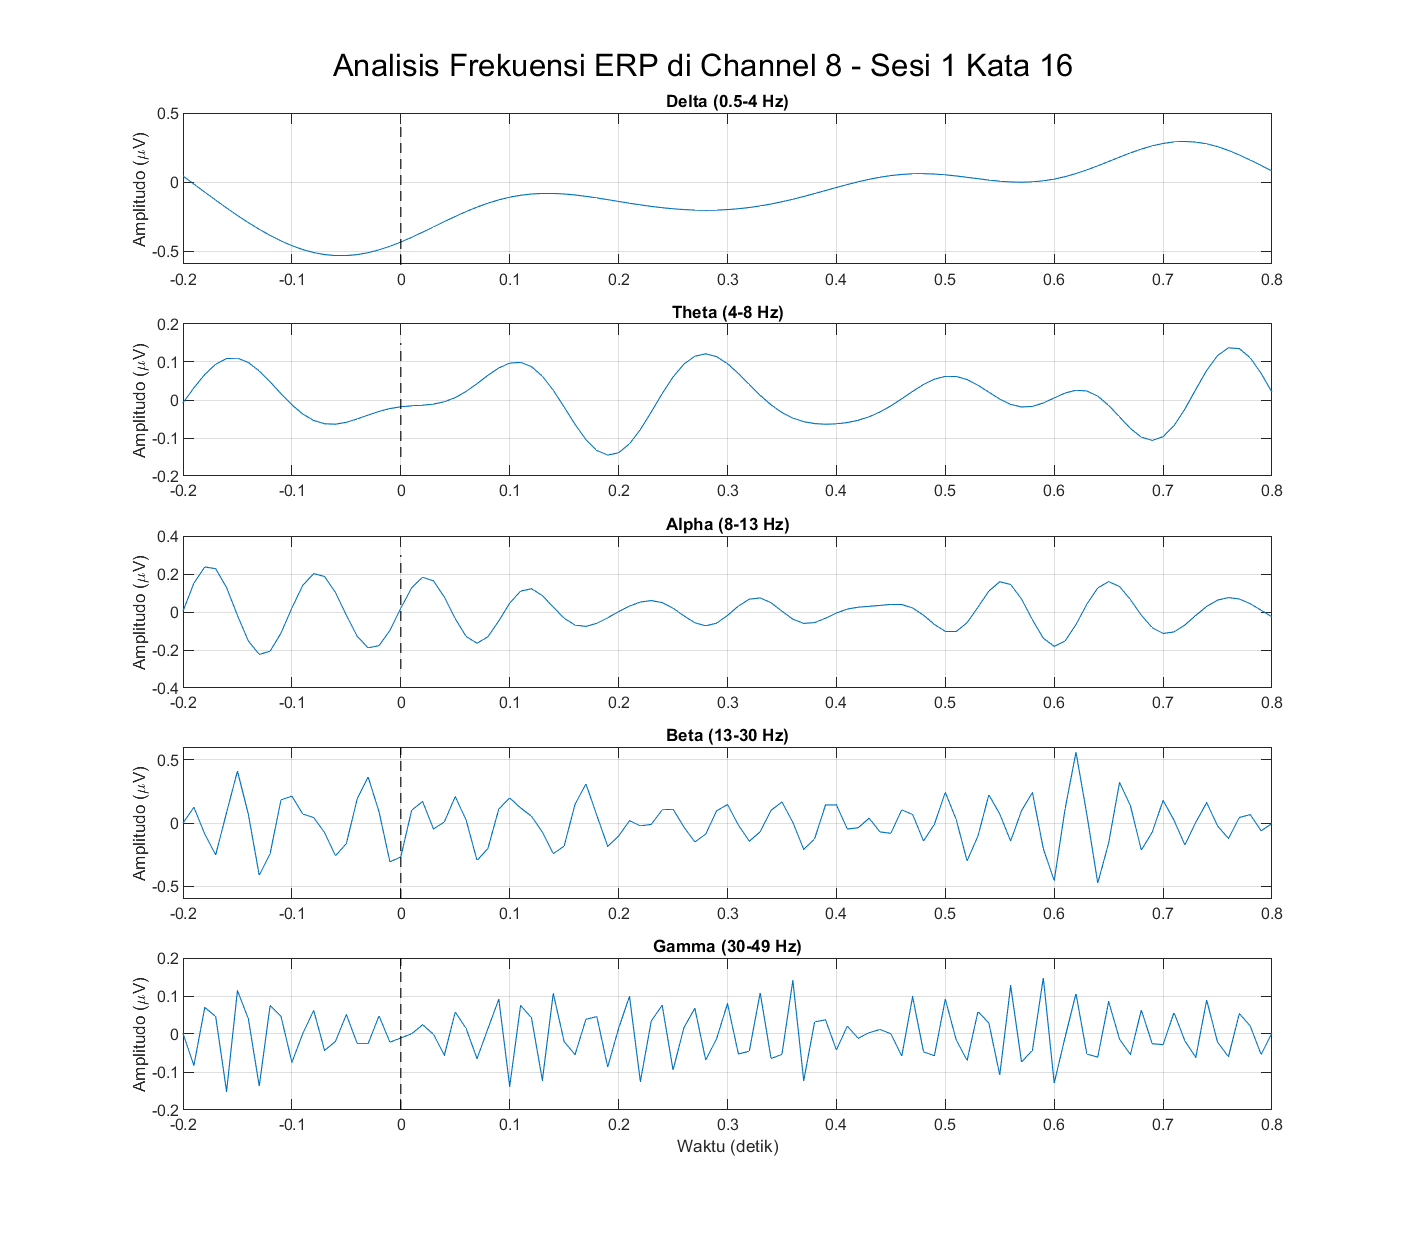 Analisis Frekuensi ERP di Channel 8 - Sesi 1 Kata 16
Delta (0.5-4 Hz)
Amplitudo (μV)
0.5
0
-0.5
-0.2 -0.1 0 0.1 0.2 0.3 0.4 0.5 0.6 0.7 0.8
Theta (4-8 Hz)
Amplitudo (μV)
0.2
0.1
0
-0.1
-0.2
-0.2 -0.1 0 0.1 0.2 0.3 0.4 0.5 0.6 0.7 0.8
Alpha (8-13 Hz)
Amplitudo (μV)
0.4
0.2
0
-0.2
-0.4
-0.2 -0.1 0 0.1 0.2 0.3 0.4 0.5 0.6 0.7 0.8
Beta (13-30 Hz)
Amplitudo (μV)
0.5
0
-0.5
-0.2 -0.1 0 0.1 0.2 0.3 0.4 0.5 0.6 0.7 0.8
Gamma (30-49 Hz)
Amplitudo (μV)
0.2
0.1
0
-0.1
-0.2
-0.2 -0.1 0 0.1 0.2 0.3 0.4 0.5 0.6 0.7 0.8
Waktu (detik)